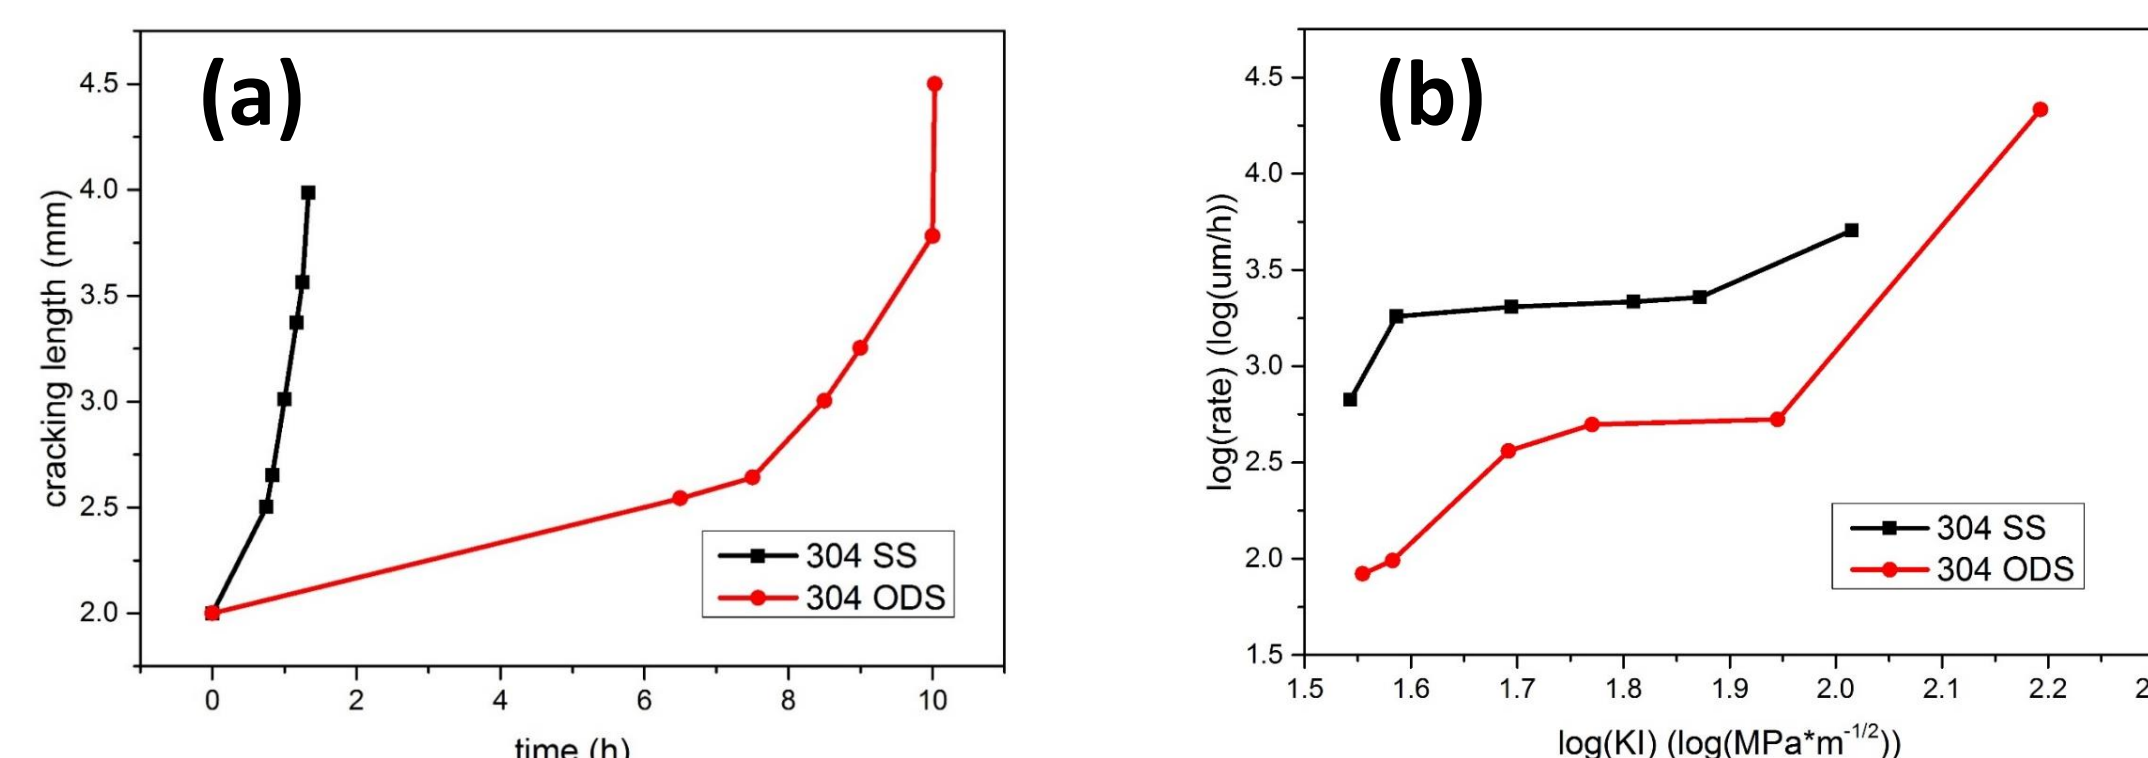 (a)
4.5
4.0
3.5
3.0
2.5
2.0
cracking length (mm)
304 SS
304 ODS
0 2 4 6 8 10
time (h)
(b)
4.5
4.0
3.5
3.0
2.5
2.0
1.5
log(rate) (log(um/h))
304 SS
304 ODS
1.5 1.6 1.7 1.8 1.9 2.0 2.1 2.2
log(KI) (log(MPa*m-1/2))